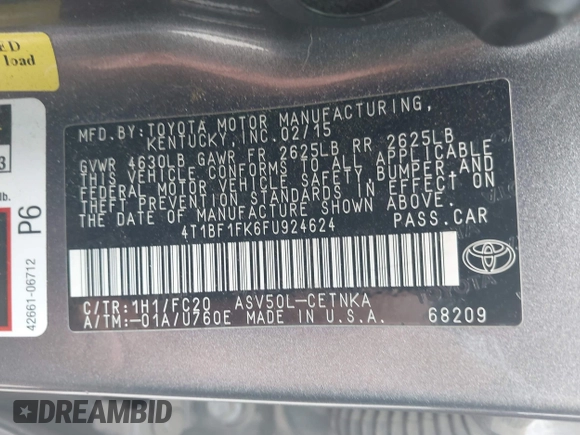 E D
load
3
lb.
P6
42661-06712
MFD.BY:TOYOTA MOTOR MANUFACTURING,
KENTUCKY,INC.02/15
GVWR 4630LB GAWR FR 2625LB RR 2625LB
THIS VEHICLE CONFORMS TO ALL APPLICABLE
FEDERAL MOTOR VEHICLE SAFETY,BUMPER,AND
THEFT PREVENTION STANDARDS IN EFFECT ON
THE DATE OF MANUFACTURE SHOWN ABOVE.
4T1BF1FK6FU924624 PASS.CAR
C/TR:1H1/FC20 ASV50L-CETNKA
A/TM:-01A/U760E MADE IN U.S.A. 68209
DREAMBID